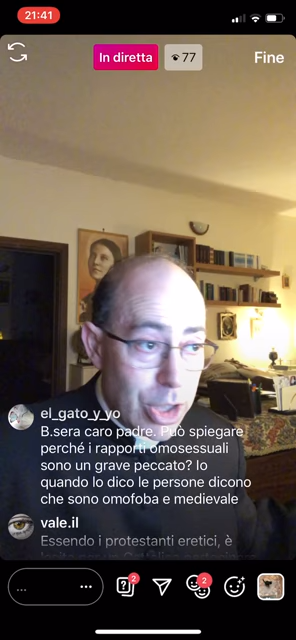 21:41
In diretta
77
Fine
el_gato_y_yo
B.sera caro padre. Può spiegare
perché i rapporti omosessuali
sono un grave peccato? Io
quando lo dico le persone dicono
che sono omofoba e medievale
vale.il
Essendo i protestanti eretici, è
...
...
2
?
2